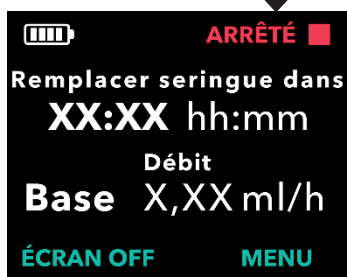 ARRÊTÉ
Remplacer seringue dans
XX:XX hh:mm
Débit
Base X,XX ml/h
ÉCRAN OFF MENU